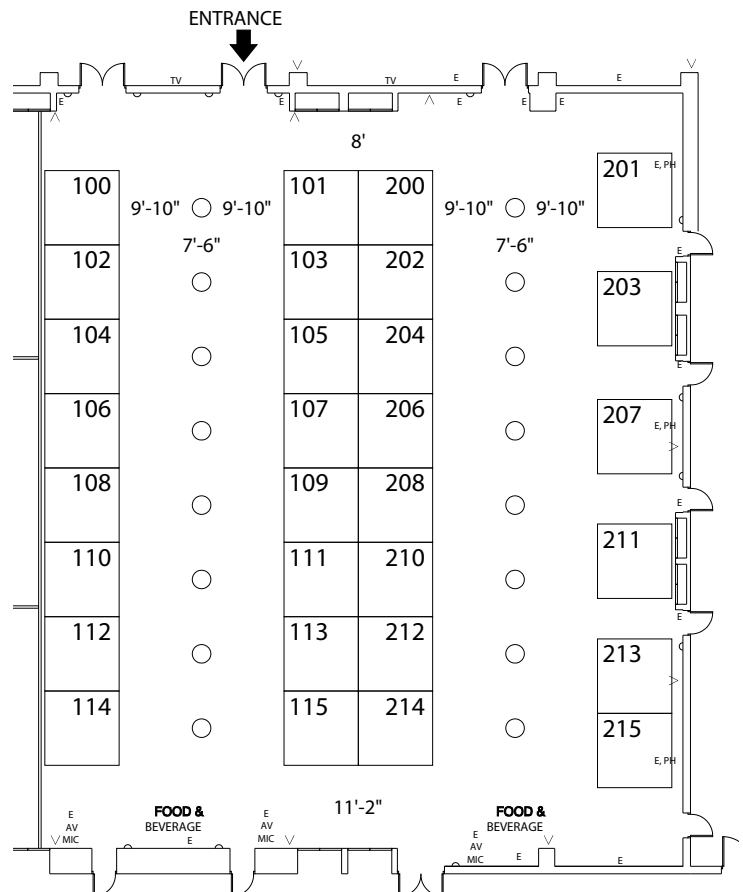 ENTRANCE
TV
TV
E
E
E
E
E
E
E
8'
100
101
200
201
E, PH
9'-10"
9'-10"
9'-10"
9'-10"
7'-6"
7'-6"
E
102
103
202
203
104
105
204
E
106
107
206
207
E, PH
108
109
208
E
211
110
111
210
E
112
113
212
213
114
115
214
215
E, PH
11'-2"
E
AV
MIC
FOOD &
BEVERAGE
E
E
AV
MIC
E
AV
MIC
FOOD &
BEVERAGE
E
E